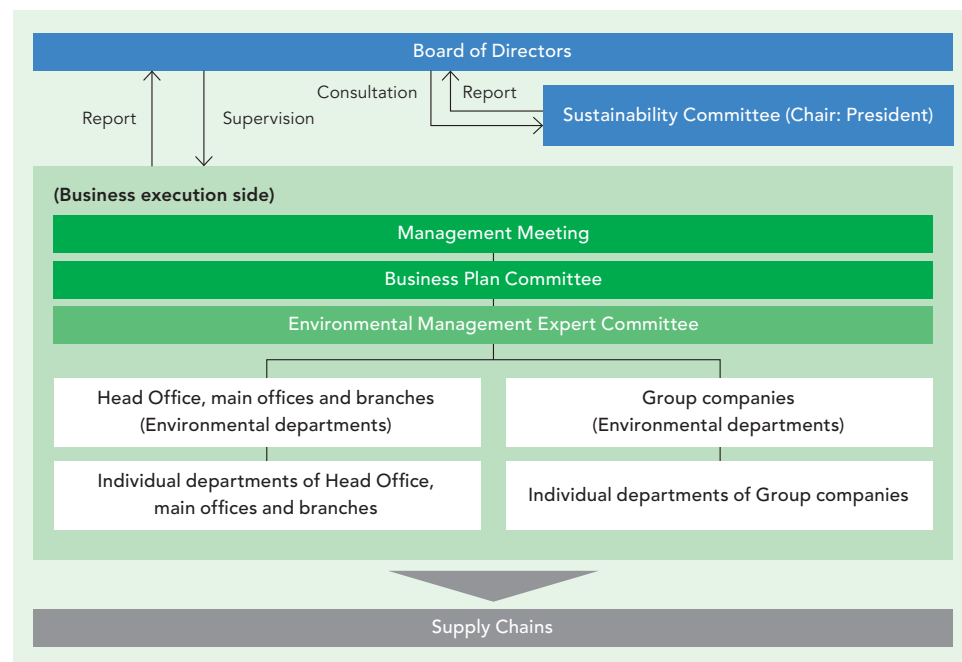 Board of Directors
Consultation
Report
Report
Supervision
Sustainability Committee (Chair: President)
(Business execution side)
Management Meeting
Business Plan Committee
Environmental Management Expert Committee
Head Office, main offices and branches
(Environmental departments)
Group companies
(Environmental departments)
Individual departments of Head Office,
main offices and branches
Individual departments of Group companies
Supply Chains